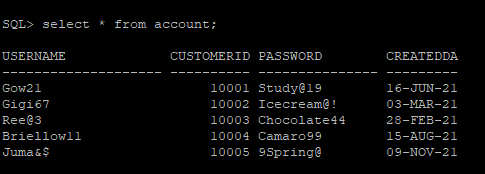 SQL> select * from account;
USERNAME CUSTOMERID PASSWORD CREATEDDA
-------------------- ---------- --------------- ---------
Gow21 10001 Study@19 16-JUN-21
Gigi67 10002 Icecream@! 03-MAR-21
Ree@3 10003 Chocolate44 28-FEB-21
Briellow11 10004 Camaro99 15-AUG-21
Juma&$ 10005 9Spring@ 09-NOV-21